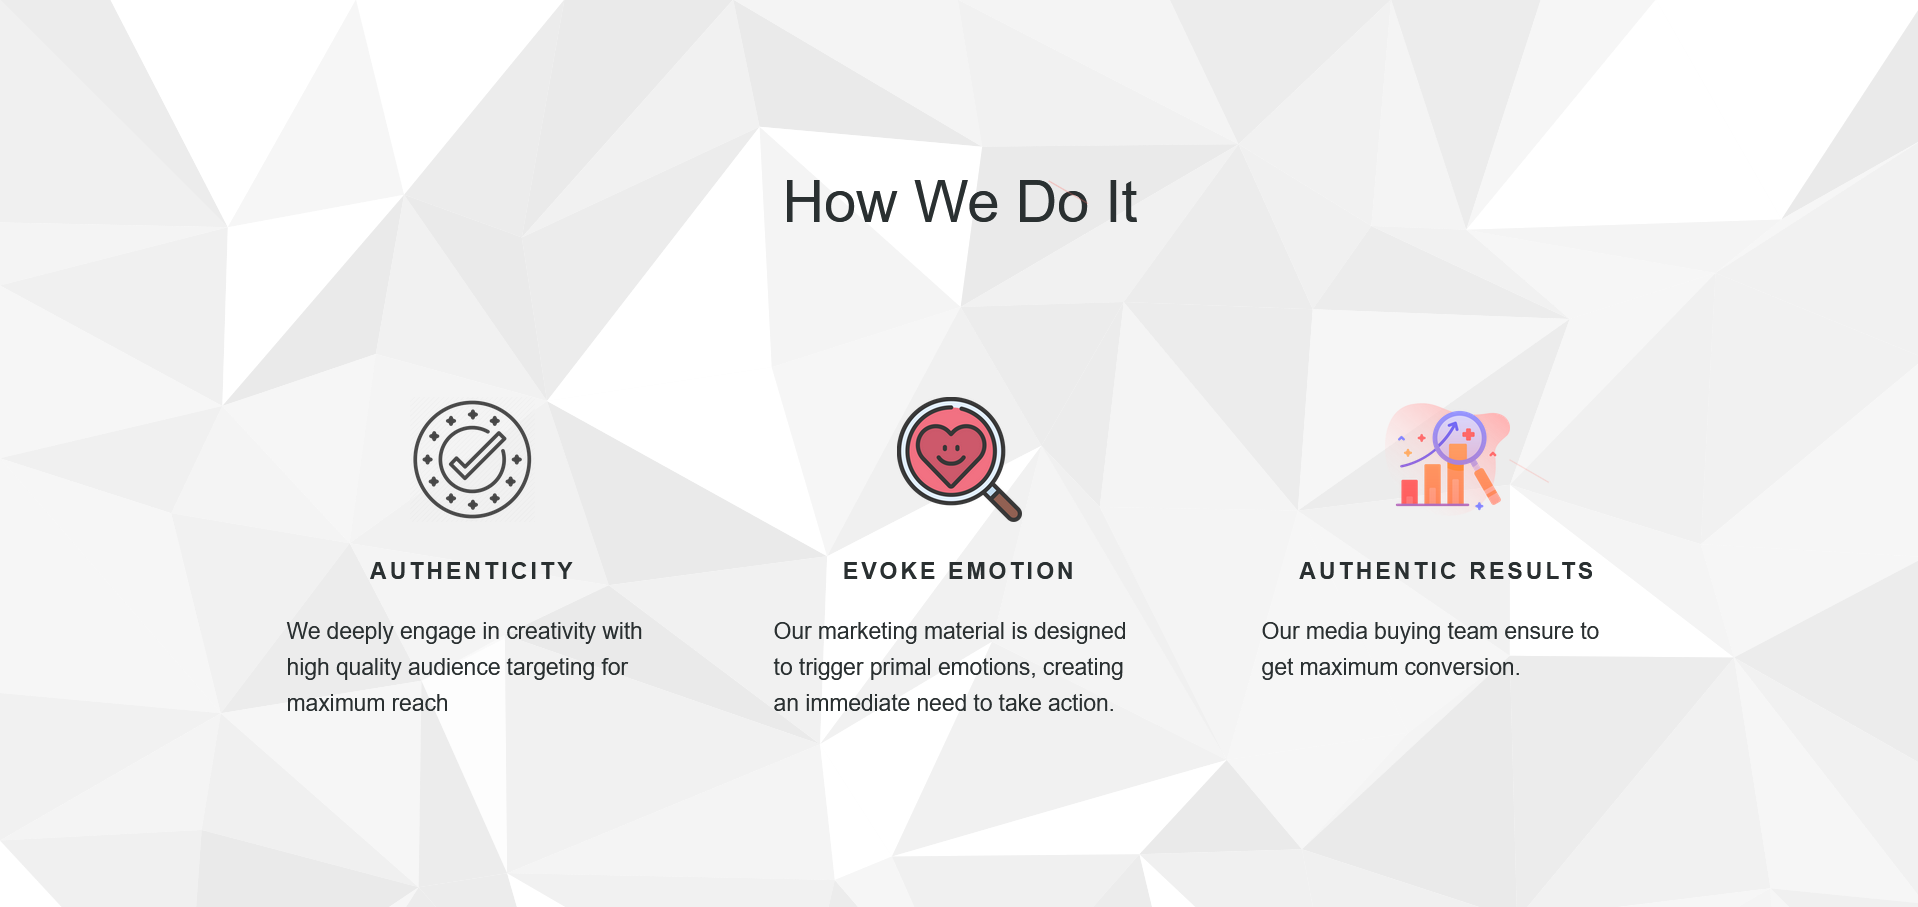 How We Do It
AUTHENTICITY
We deeply engage in creativity with
high quality audience targeting for
maximum reach
EVOKE EMOTION
Our marketing material is designed
to trigger primal emotions, creating
an immediate need to take action.
AUTHENTIC RESULTS
Our media buying team ensure to
get maximum conversion.